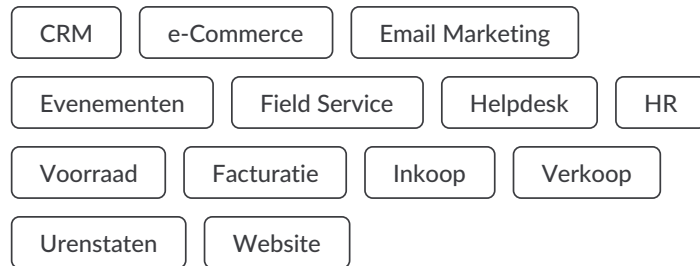 CRM e-Commerce Email Marketing
Evenementen Field Service Helpdesk HR
Voorraad Facturatie Inkoop Verkoop
Urenstaten Website